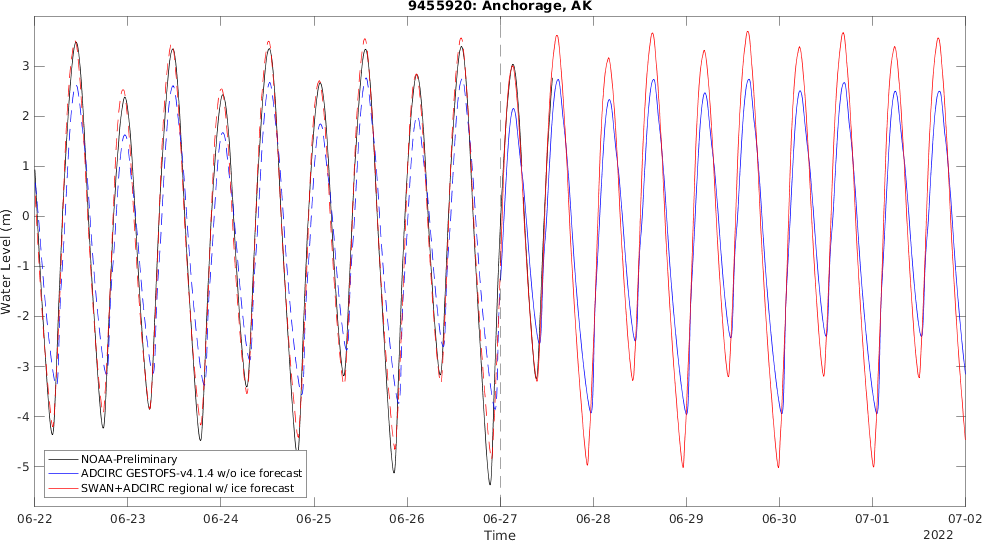 9455920: Anchorage, AK
Water Level (m)
3
2
1
0
-1
-2
-3
-4
-5
NOAA-Preliminary
ADCIRC GESTOFS-v4.1.4 w/o ice forecast
SWAN+ADCIRC regional w/ ice forecast
06-22 06-23 06-24 06-25 06-26 06-27 06-28 06-29 06-30 07-01 07-02
Time
2022